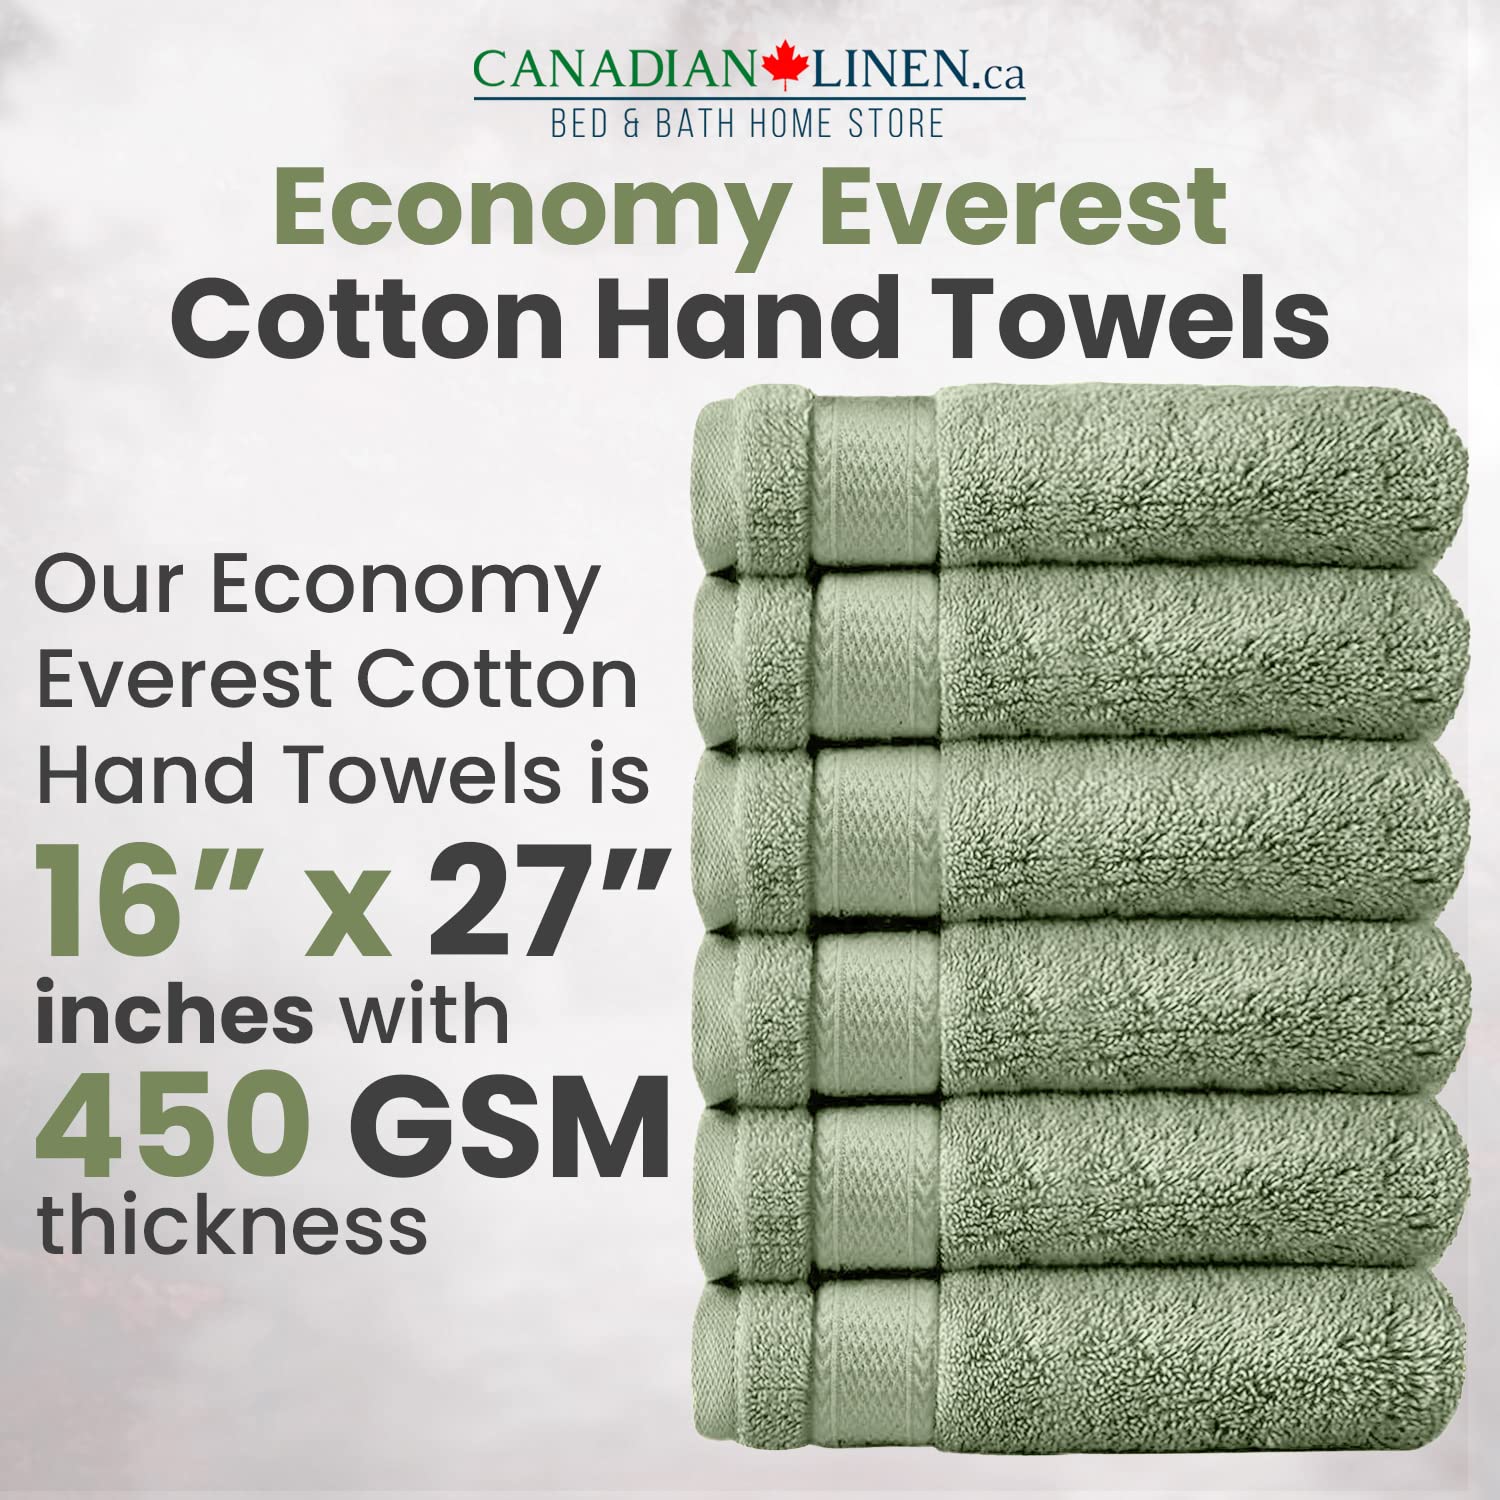 CANADIAN LINEN.ca
BED & BATH HOME STORE
Economy Everest
Cotton Hand Towels
Our Economy
Everest Cotton
Hand Towels is
16” x 27”
inches with
450 GSM
thickness